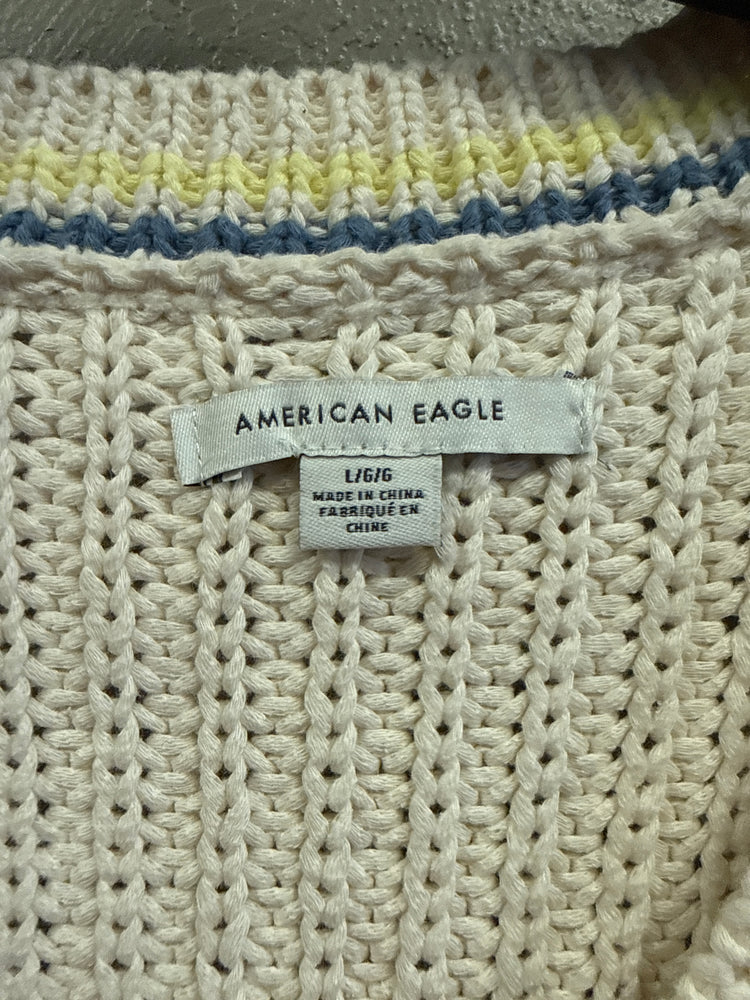 AMERICAN EAGLE
L/G/G
MADE IN CHINA
FABRIQUÉ EN
CHINE